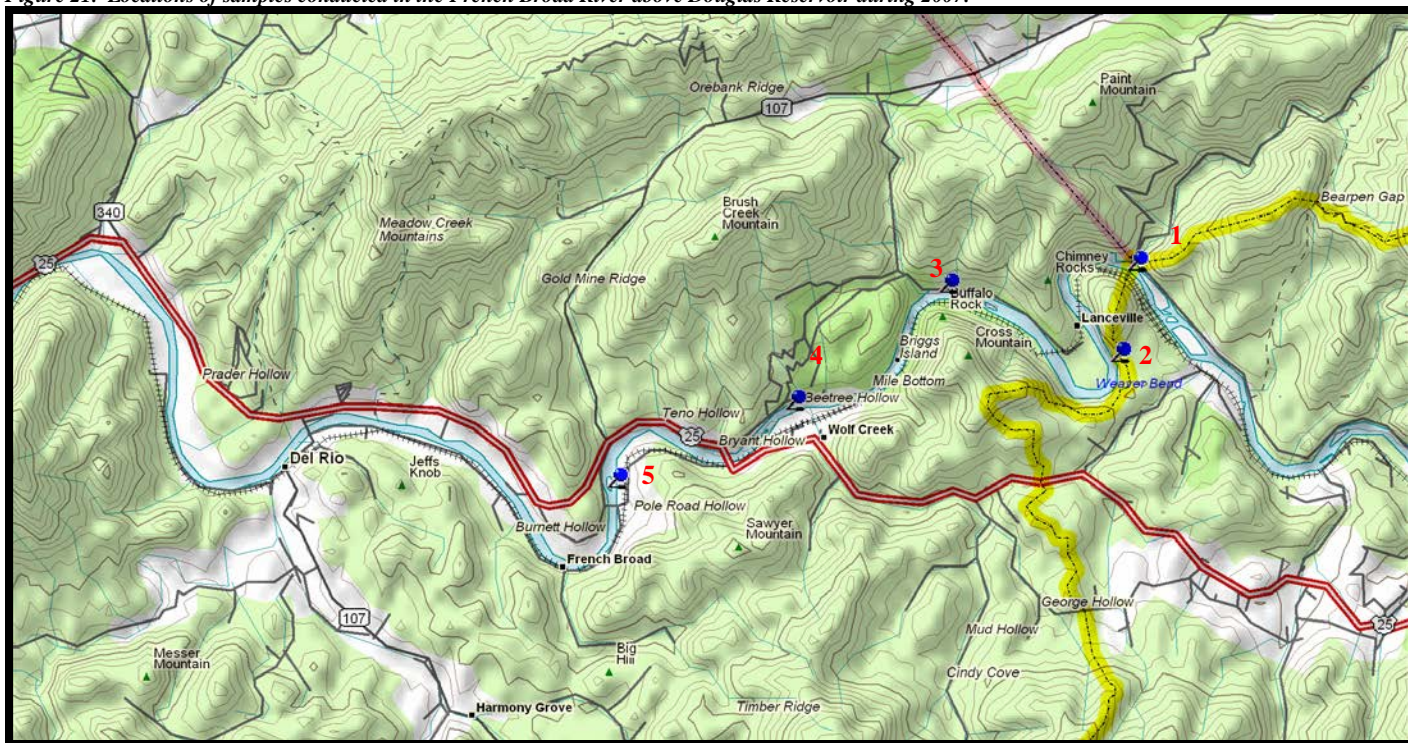 Figure 21. Locations of samples conducted in the French Broad River above Douglas Reservoir during 2007.
Paint
Mountain
Orebank Ridge
107
Bearpen Gap
340
Brush
Creek
Mountain
Meadow Creek
Mountains
1
25
Gold Mine Ridge
Chimney
Rocks
3
Buffalo
Rock
Lanceville
Cross
Mountain
Briggs
Island
2
Prader Hollow
4
Mile Bottom
Weaver Bend
Beetree Hollow
Teno Hollow
25
Bryant Hollow
Wolf Creek
Del Rio
Jeffs
Knob
5
Pole Road Hollow
Burnett Hollow
Sawyer
Mountain
French Broad
George Hollow
107
25
Mud Hollow
Messer
Mountain
Big
Hill
Cindy Cove
Harmony Grove
Timber Ridge